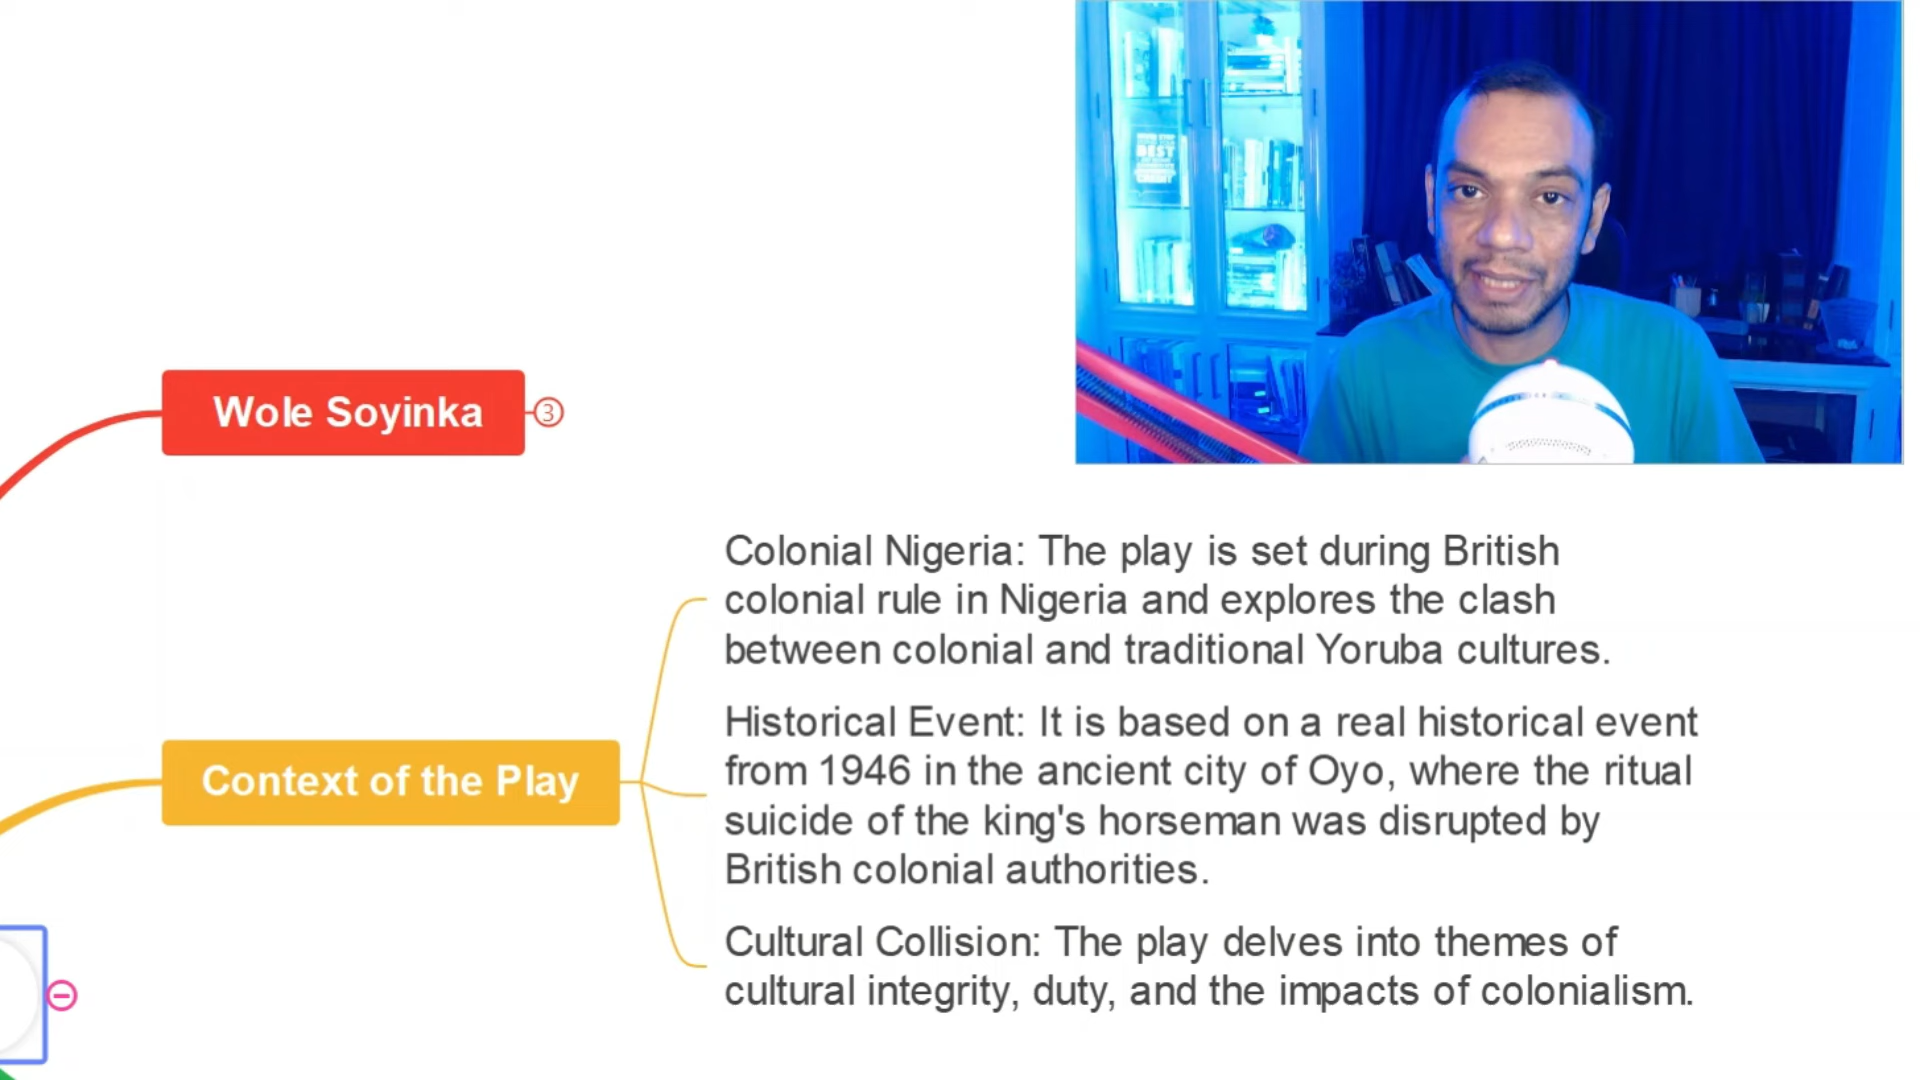 Wole Soyinka
3
Context of the Play
Colonial Nigeria: The play is set during British
colonial rule in Nigeria and explores the clash
between colonial and traditional Yoruba cultures.
Historical Event: It is based on a real historical event
from 1946 in the ancient city of Oyo, where the ritual
suicide of the king's horseman was disrupted by
British colonial authorities.
Cultural Collision: The play delves into themes of
cultural integrity, duty, and the impacts of colonialism.
BEST